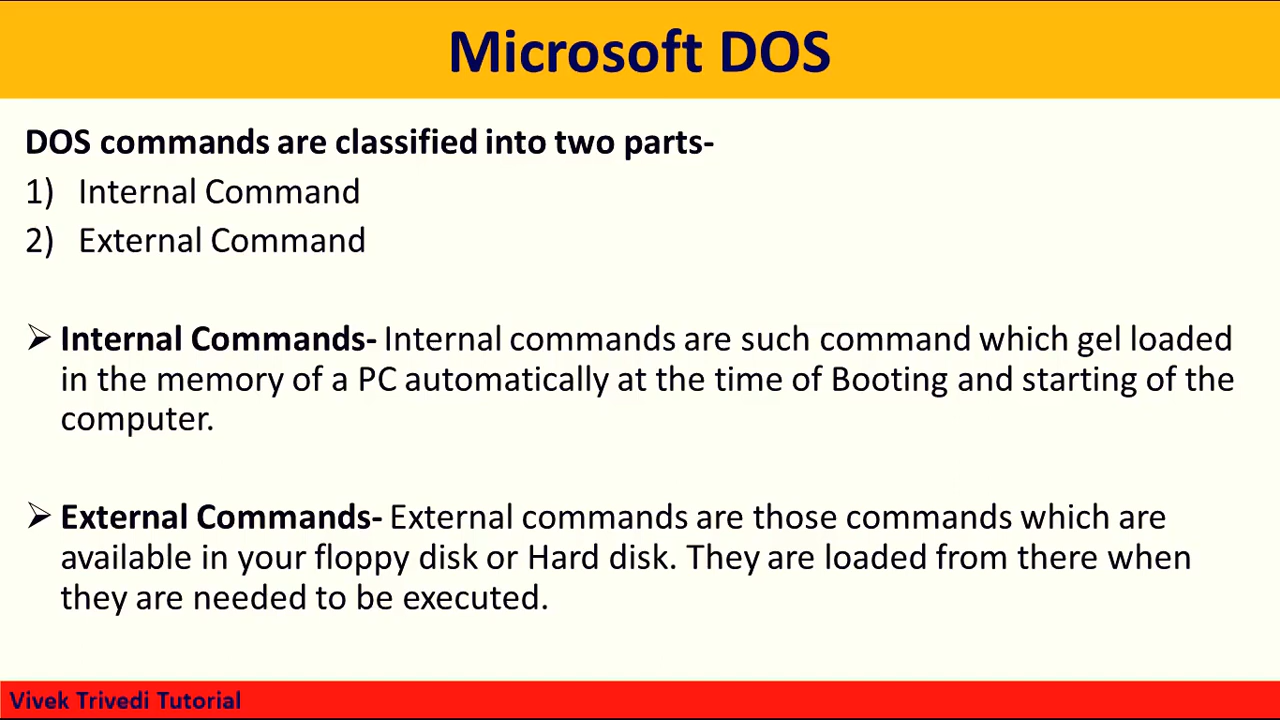 Microsoft DOS
DOS commands are classified into two parts-
1) Internal Command
2) External Command
➢ Internal Commands- Internal commands are such command which gel loaded
in the memory of a PC automatically at the time of Booting and starting of the
computer.
➢ External Commands- External commands are those commands which are
available in your floppy disk or Hard disk. They are loaded from there when
they are needed to be executed.
Vivek Trivedi Tutorial